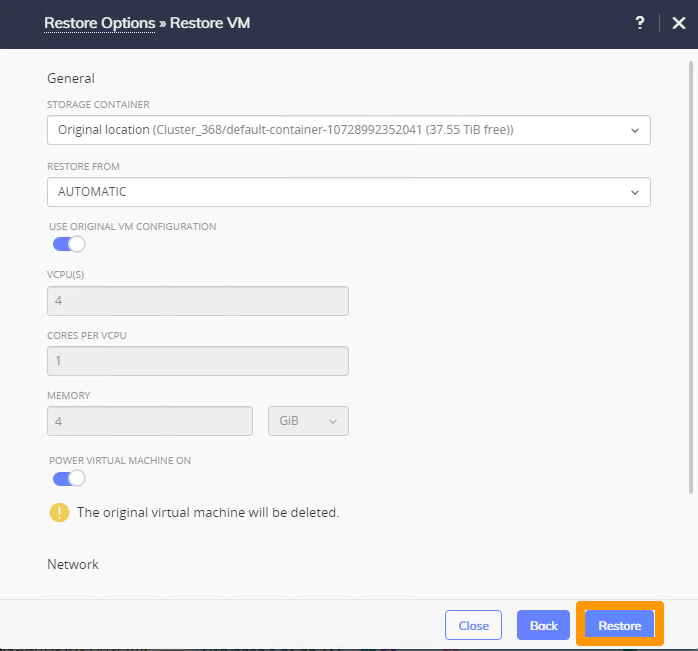 Restore Options » Restore VM
?
General
STORAGE CONTAINER
Original location (Cluster_368/default-container-10728992352041 (37.55 TiB free))
RESTORE FROM
AUTOMATIC
USE ORIGINAL VM CONFIGURATION
VCPU(S)
4
CORES PER VCPU
1
MEMORY
4 GiB
POWER VIRTUAL MACHINE ON
! The original virtual machine will be deleted.
Network
Close Back Restore